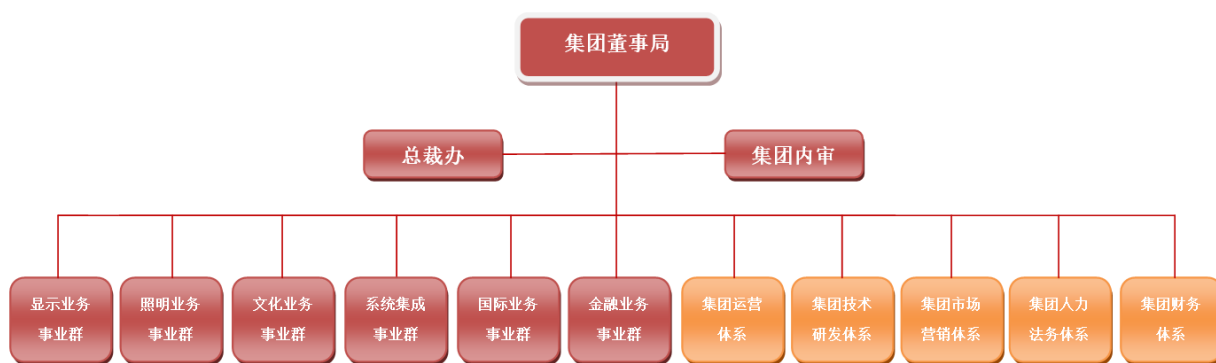 集团董事局
总裁办
集团内审
显示业务
事业群
照明业务
事业群
文化业务
事业群
系统集成
事业群
国际业务
事业群
金融业务
事业群
集团运营
体系
集团技术
研发体系
集团市场
营销体系
集团人力
法务体系
集团财务
体系